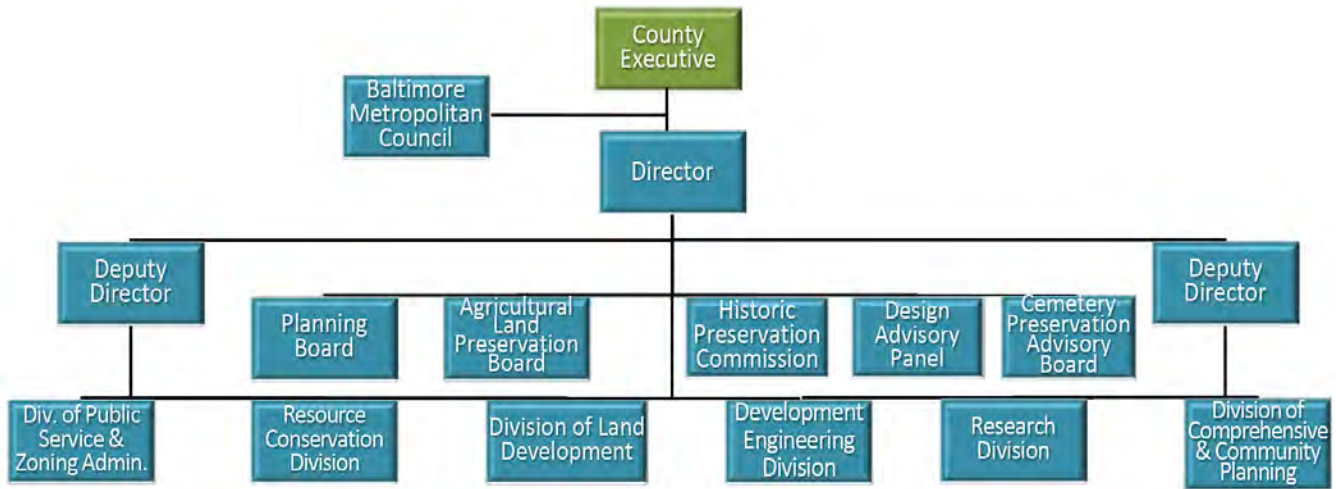 County
Executive
Baltimore
Metropolitan
Council
Director
Deputy
Director
Deputy
Director
Planning
Board
Agricultural
Land
Preservation
Board
Historic
Preservation
Commission
Design
Advisory
Panel
Cemetery
Preservation
Advisory
Board
Div. of Public
Service &
Zoning Admin.
Resource
Conservation
Division
Division of Land
Development
Development
Engineering
Division
Research
Division
Division of
Comprehensive
& Community
Planning